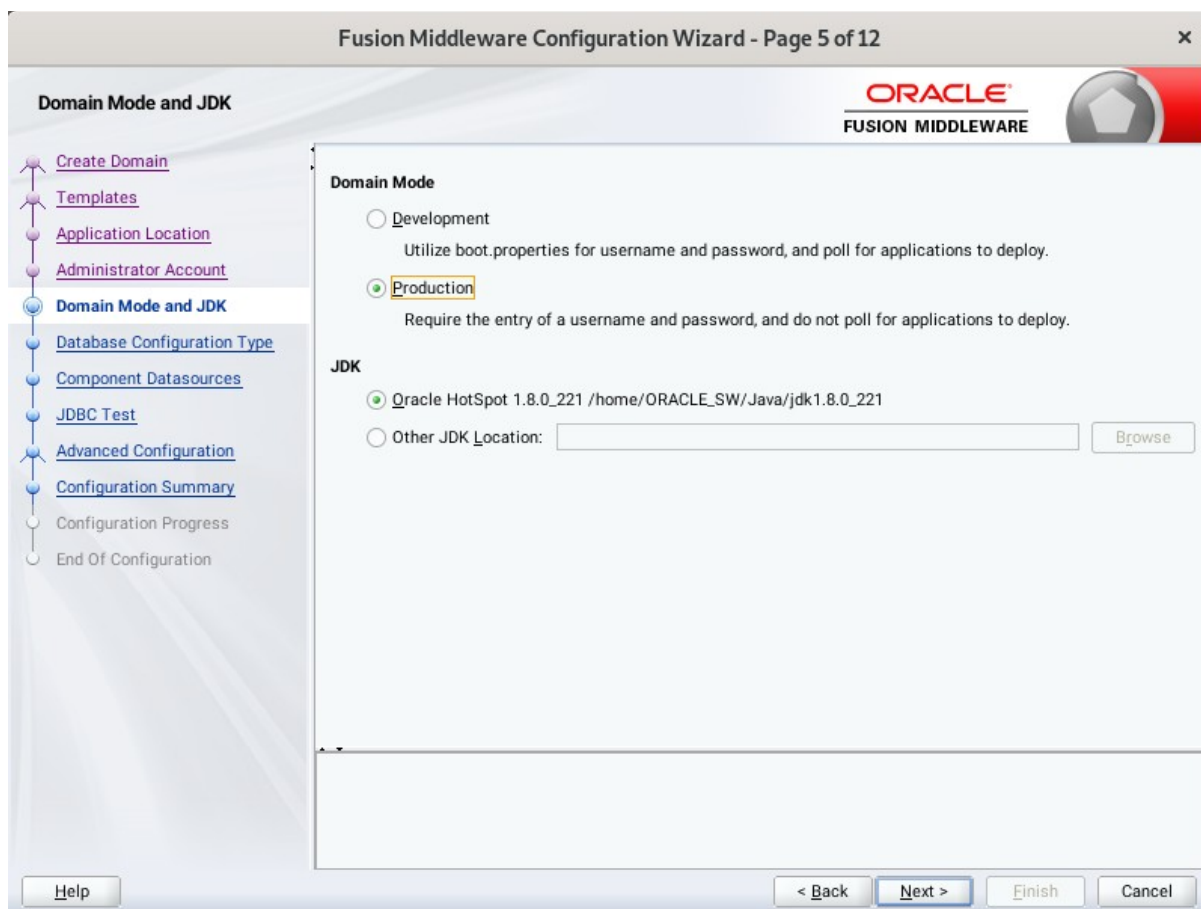 Fusion Middleware Configuration Wizard - Page 5 of 12
×
Domain Mode and JDK
ORACLE
FUSION MIDDLEWARE
Create Domain
Templates
Application Location
Administrator Account
Domain Mode and JDK
Database Configuration Type
Component Datasources
JDBC Test
Advanced Configuration
Configuration Summary
Configuration Progress
End Of Configuration
Domain Mode
Development
Utilize boot.properties for username and password, and poll for applications to deploy.
Production
Require the entry of a username and password, and do not poll for applications to deploy.
JDK
Oracle HotSpot 1.8.0_221 /home/ORACLE_SW/Java/jdk1.8.0_221
Other JDK Location:
Browse
Help
< Back
Next >
Finish
Cancel